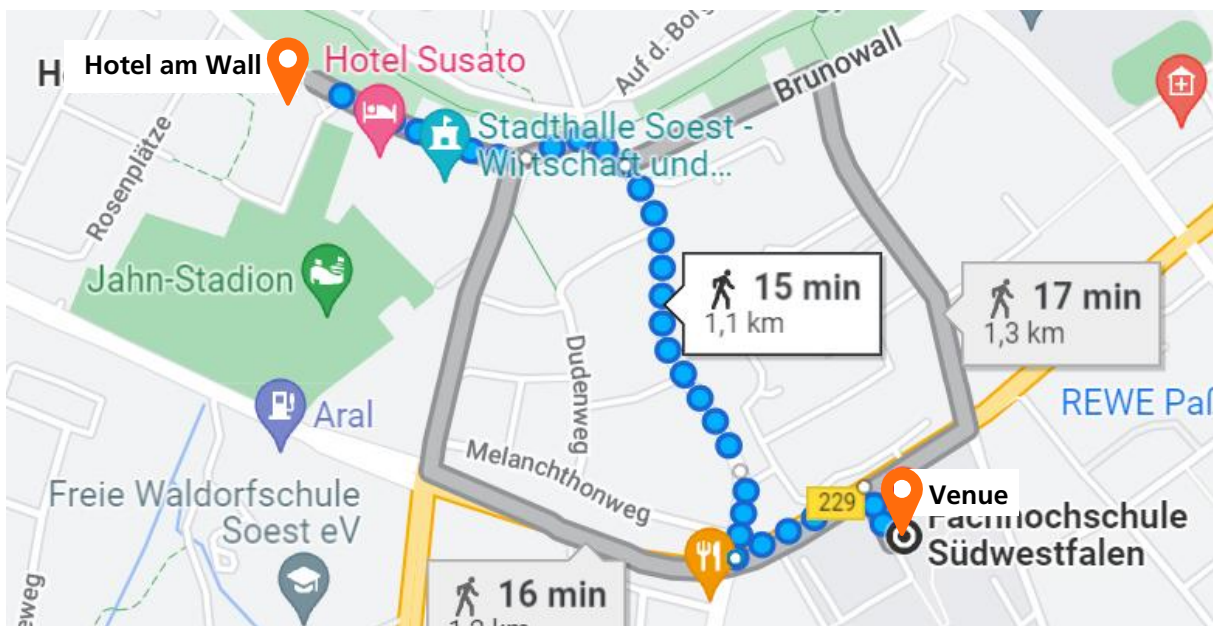 Hotel am Wall
Hotel Susato
Auf d. Borg
Brunowall
Stadthalle Soest -
Wirtschaft und...
Rosenplätze
Jahn-Stadion
15 min
1,1 km
17 min
1,3 km
Dudenweg
Aral
REWE Paß
Melanchthonweg
Freie Waldorfschule
Soest eV
229
Venue
Fachhochschule
Südwestfalen
16 min